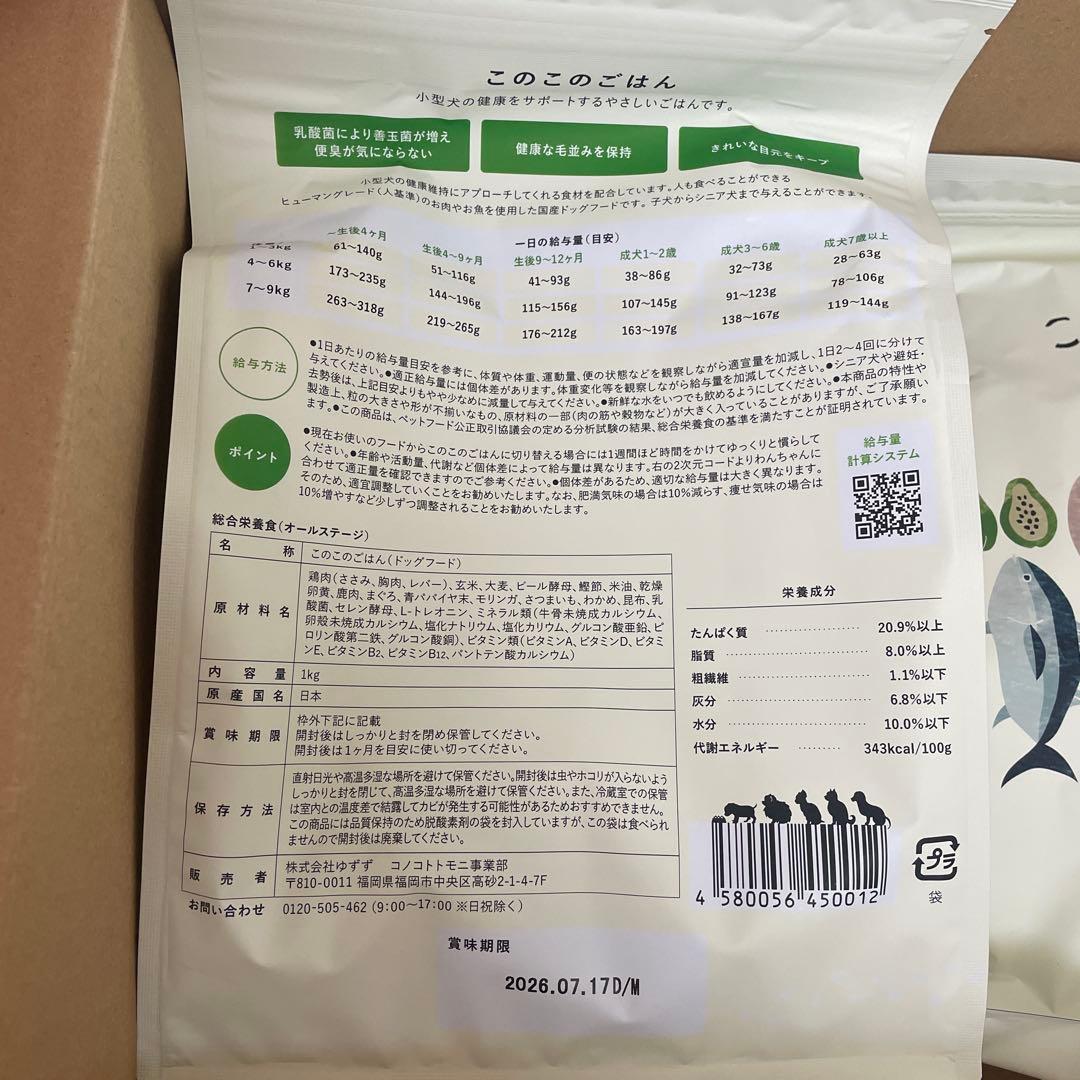 このこのごはん
小型犬の健康をサポートするやさしいごはんです。
乳酸菌により善玉菌が増え
便臭が気にならない
健康な毛並みを保持
きれいな目元をキープ
小型犬の健康維持にアプローチしてくれる食材を配合しています。人も食べることができる
ヒューマングレード(人基準)のお肉やお魚を使用した国産ドッグフードです。子犬からシニア犬まで与えることができます。
一日の給与量(目安)
〜生後4ヶ月 生後4〜9ヶ月 生後9〜12ヶ月 成犬1〜2歳 成犬3〜6歳 成犬7歳以上
1〜3kg 61〜140g 51〜116g 41〜93g 38〜86g 32〜73g 28〜63g
4〜6kg 173〜235g 144〜196g 115〜156g 107〜145g 91〜123g 78〜106g
7〜9kg 263〜318g 219〜265g 176〜212g 163〜197g 138〜167g 119〜144g
給与方法
●1日あたりの給与量目安を参考に、体質や体重、運動量、便の状態などを観察しながら適宜量を加減し、1日2〜4回に分けて
与えてください。●適正給与量には個体差があります。体重変化等を観察しながら給与量を加減してください。●シニア犬や避妊・
去勢後は、上記目安よりもやや少なめに減量して与えてください。●新鮮な水をいつでも飲めるようにしてください。●本商品の特性や
製造上、粒の大きさや形が不揃いなもの、原材料の一部(肉の筋や穀物など)が大きく入っていることがありますが、ご了承願い
ます。●この商品は、ペットフード公正取引協議会の定める分析試験の結果、総合栄養食の基準を満たすことが証明されています。
ポイント
●現在お使いのフードからこのこのごはんに切り替える場合には1週間ほど時間をかけてゆっくりと慣らして
ください。●年齢や活動量、代謝など個体差によって給与量は異なります。右の2次元コードよりわんちゃんに
合わせて適正量を確認できますのでご参考ください。●個体差があるため、適切な給与量は大きく異なります。
そのため、適宜調整していくことをお勧めいたします。なお、肥満気味の場合は10%減らす、痩せ気味の場合は
10%増やすなど少しずつ調整されることをお勧めいたします。
給与量
計算システム
総合栄養食(オールステージ)
名称 このこのごはん(ドッグフード)
原材料名 鶏肉(ささみ、胸肉、レバー)、玄米、大麦、ビール酵母、鰹節、米油、乾燥
卵黄、鹿肉、まぐろ、青パパイヤ末、モリンガ、さつまいも、わかめ、昆布、乳
酸菌、セレン酵母、L-トレオニン、ミネラル類(牛骨未焼成カルシウム、
卵殻未焼成カルシウム、塩化ナトリウム、塩化カリウム、グルコン酸亜鉛、ピ
ロリン酸第二鉄、グルコン酸銅)、ビタミン類(ビタミンA、ビタミンD、ビタミ
ンE、ビタミンB2、ビタミンB12、パントテン酸カルシウム)
内容量 1kg
原産国名 日本
賞味期限 枠外下記に記載
開封後はしっかりと封を閉め保管してください。
開封後は1ヶ月を目安に使い切ってください。
保存方法 直射日光や高温多湿な場所を避けて保管ください。開封後は虫やホコリが入らないよう
しっかりと封を閉じて、高温多湿な場所を避けて保管ください。また、冷蔵室での保管
は室内との温度差で結露してカビが発生する可能性があるためおすすめできません。
この商品には品質保持のため脱酸素剤の袋を封入していますが、この袋は食べられ
ませんので開封後は廃棄してください。
販売者 株式会社ゆずず コノコトトモニ事業部
〒810-0011 福岡県福岡市中央区高砂2-1-4-7F
お問い合わせ 0120-505-462 (9:00〜17:00 ※日祝除く)
栄養成分
たんぱく質 20.9%以上
脂質 8.0%以上
粗繊維 1.1%以下
灰分 6.8%以下
水分 10.0%以下
代謝エネルギー 343kcal/100g
4 580056 450012
プラ
袋
賞味期限
2026.07.17D/M